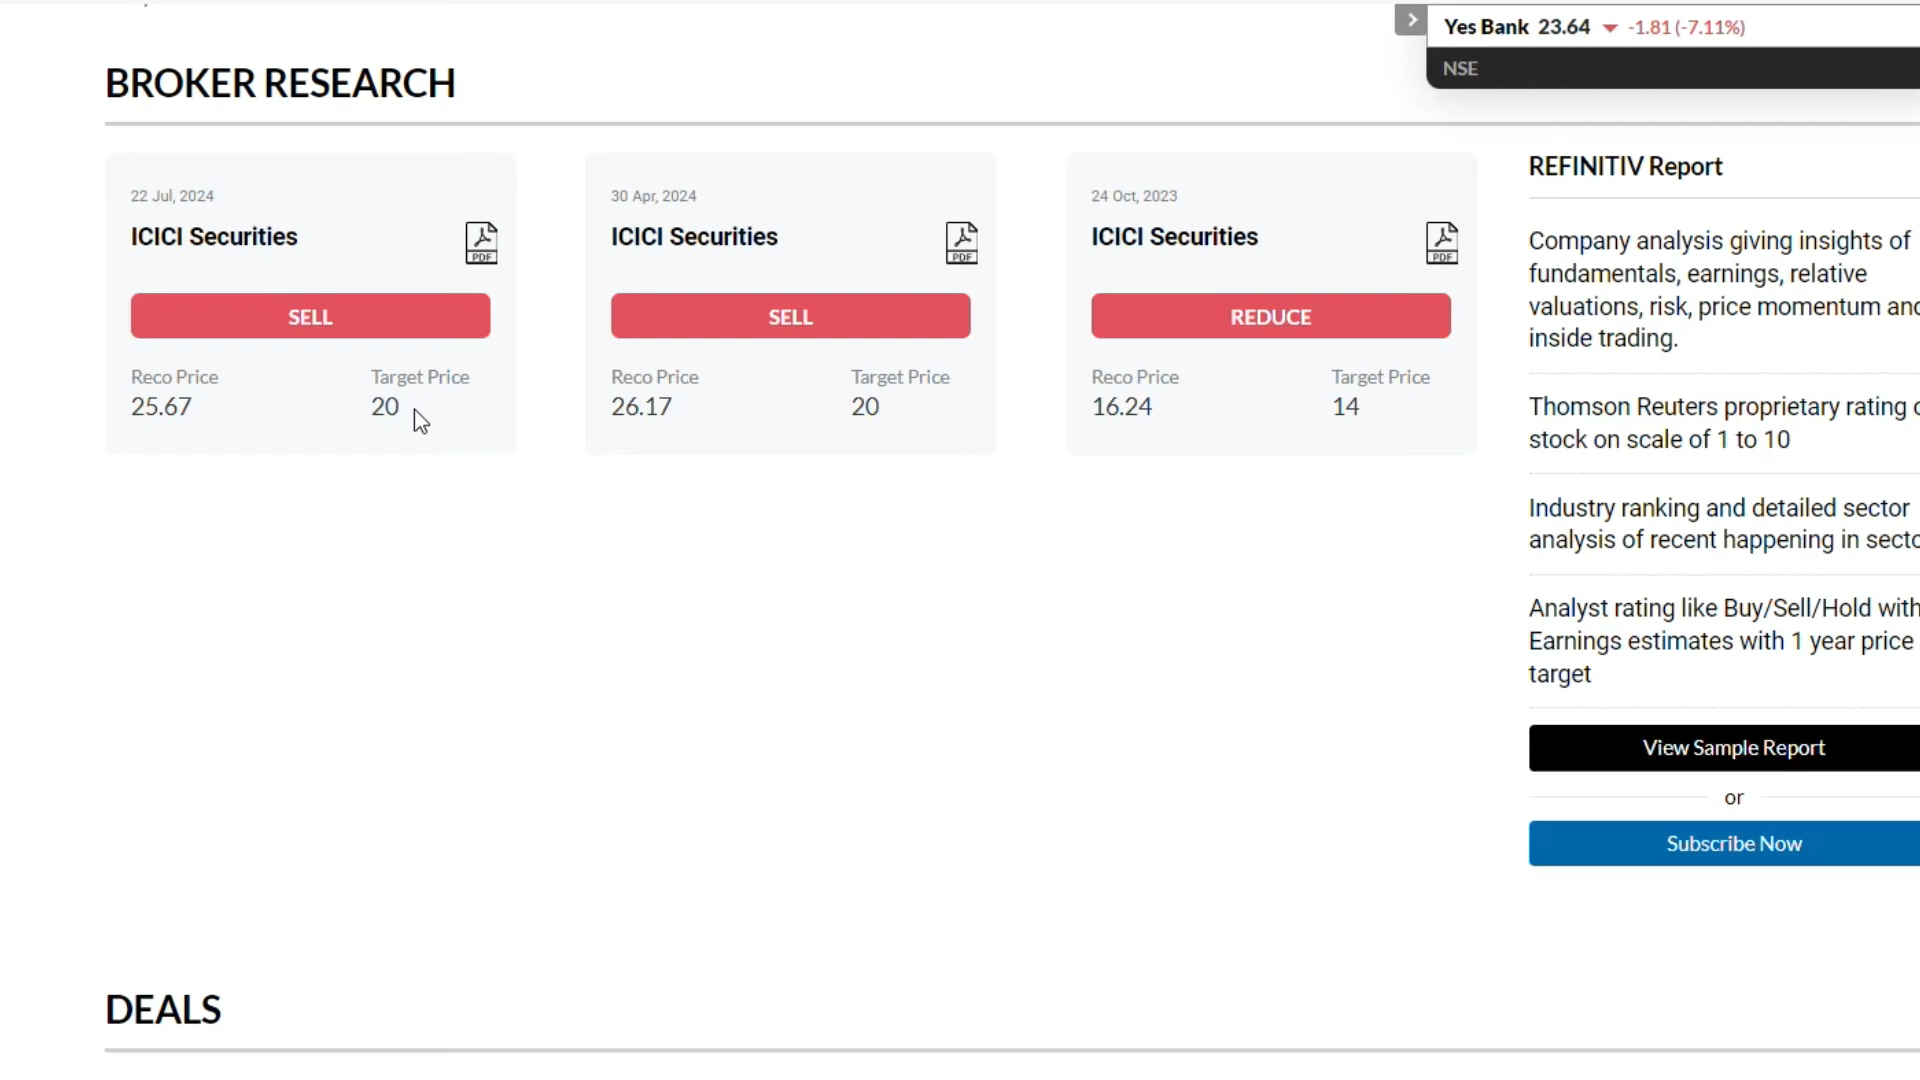 Yes Bank 23.64 -1.81 (-7.11%)
NSE
BROKER RESEARCH
22 Jul, 2024
ICICI Securities
PDF
SELL
Reco Price
Target Price
25.67
20
30 Apr, 2024
ICICI Securities
PDF
SELL
Reco Price
Target Price
26.17
20
24 Oct, 2023
ICICI Securities
PDF
REDUCE
Reco Price
Target Price
16.24
14
REFINITIV Report
Company analysis giving insights of
fundamentals, earnings, relative
valuations, risk, price momentum
inside trading.
Thomson Reuters proprietary rating
stock on scale of 1 to 10
Industry ranking and detailed sector
analysis of recent happening in
Analyst rating like Buy/Sell/Hold with
Earnings estimates with 1 year price
target
View Sample Report
or
Subscribe Now
DEALS